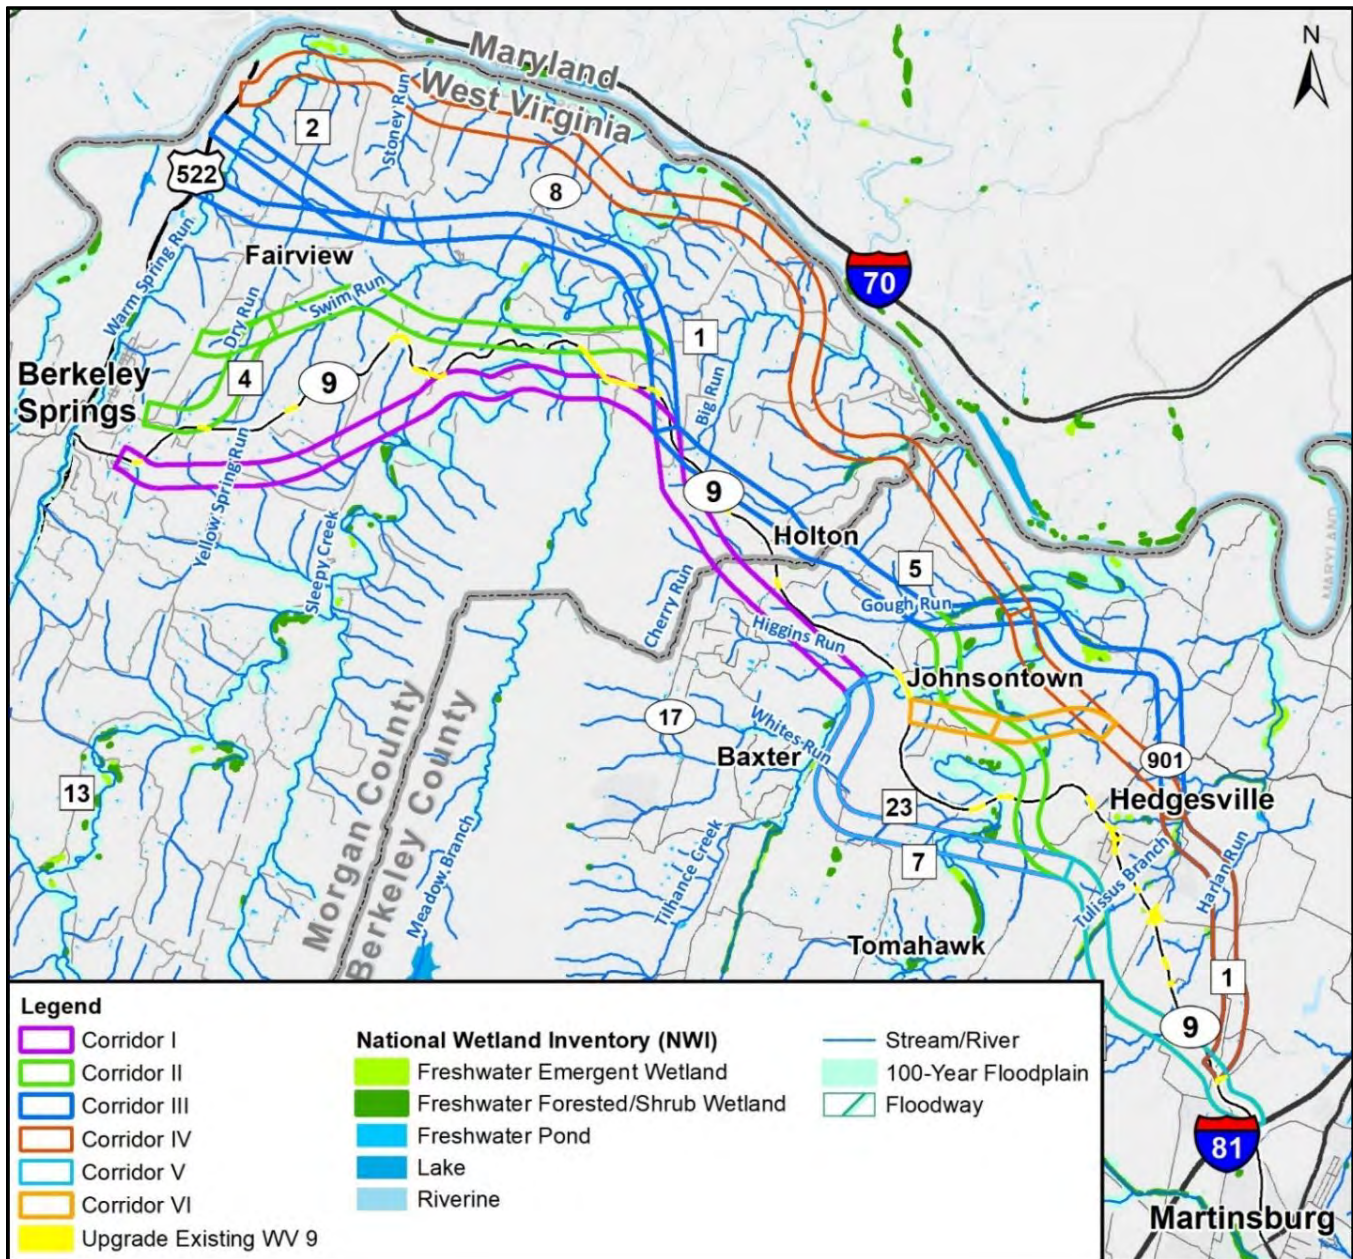 N
Maryland
West Virginia
2
Stoney Run
522
8
70
Fairview
Warm Spring Run
Dry Run
Swim Run
1
Berkeley
Springs
4
9
Big Run
9
Yellow Spring Run
Sleepy Creek
Holton
MARYLAND
Cherry Run
5
Gough Run
Higgins Run
Johnsontown
17
Whites Run
Baxter
901
13
Morgan County
Berkeley County
Meadow Branch
23
Hedgesville
7
Tilhance Creek
Tulissus Branch
Harlan Run
Tomahawk
1
9
81
Martinsburg
Legend
Corridor I
Corridor II
Corridor III
Corridor IV
Corridor V
Corridor VI
Upgrade Existing WV 9
National Wetland Inventory (NWI)
Freshwater Emergent Wetland
Freshwater Forested/Shrub Wetland
Freshwater Pond
Lake
Riverine
Stream/River
100-Year Floodplain
Floodway